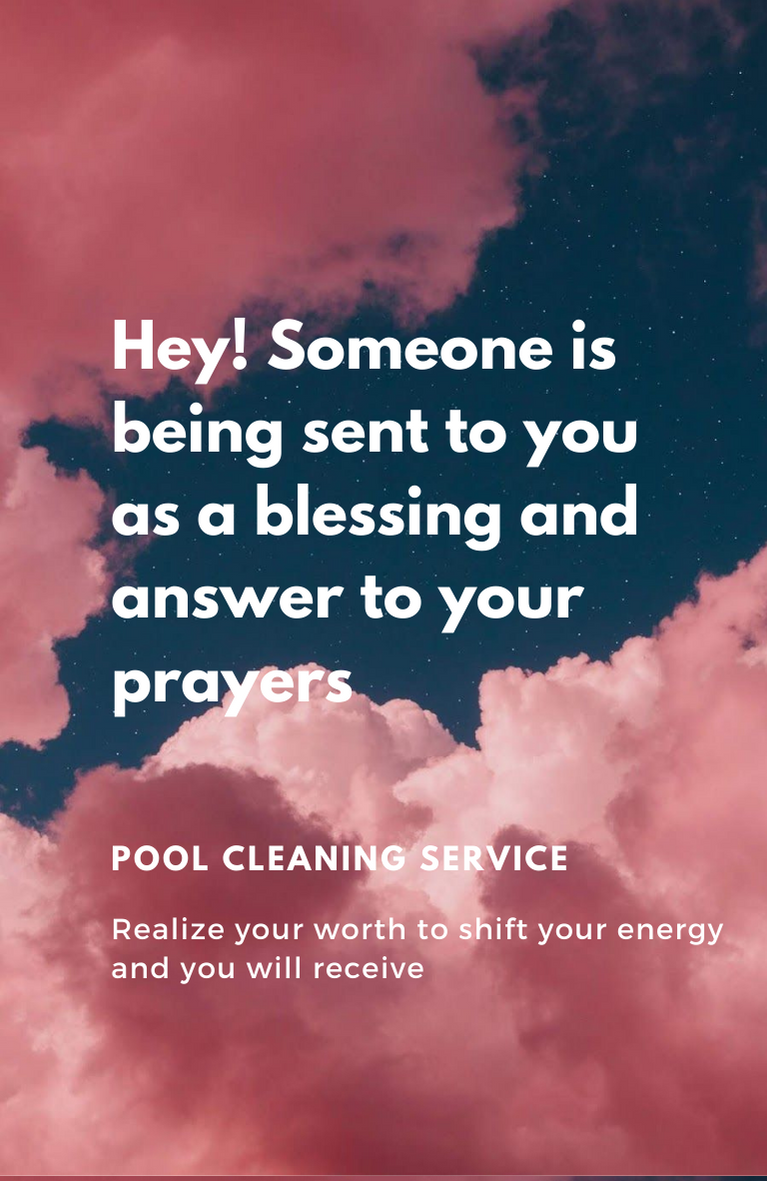 Hey! Someone is
being sent to you
as a blessing and
answer to your
prayers
POOL CLEANING SERVICE
Realize your worth to shift your energy
and you will receive